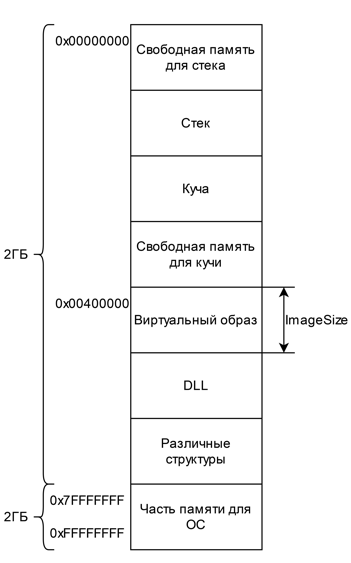 0x00000000
Свободная память
для стека
Стек
Куча
2ГБ
Свободная память
для кучи
0x00400000
Виртуальный образ
ImageSize
DLL
Различные
структуры
2ГБ
0x7FFFFFFF
Часть памяти для
ОС
0xFFFFFFFF